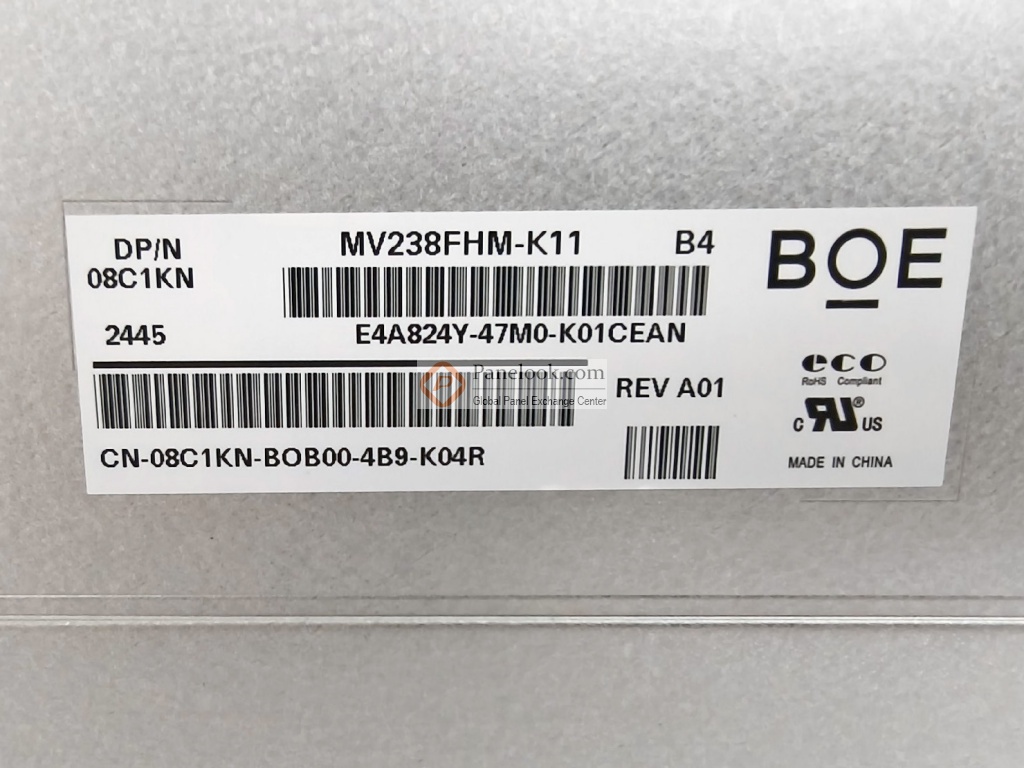 DP/N
08C1KN
MV238FHM-K11 B4
BOE
2445
E4A824Y-47M0-K01CEAN
Panelook.com
Global Panel Exchange Center
REV A01
CN-08C1KN-BOB00-4B9-K04R
eco
RoHS Compliant
c RU® US
MADE IN CHINA